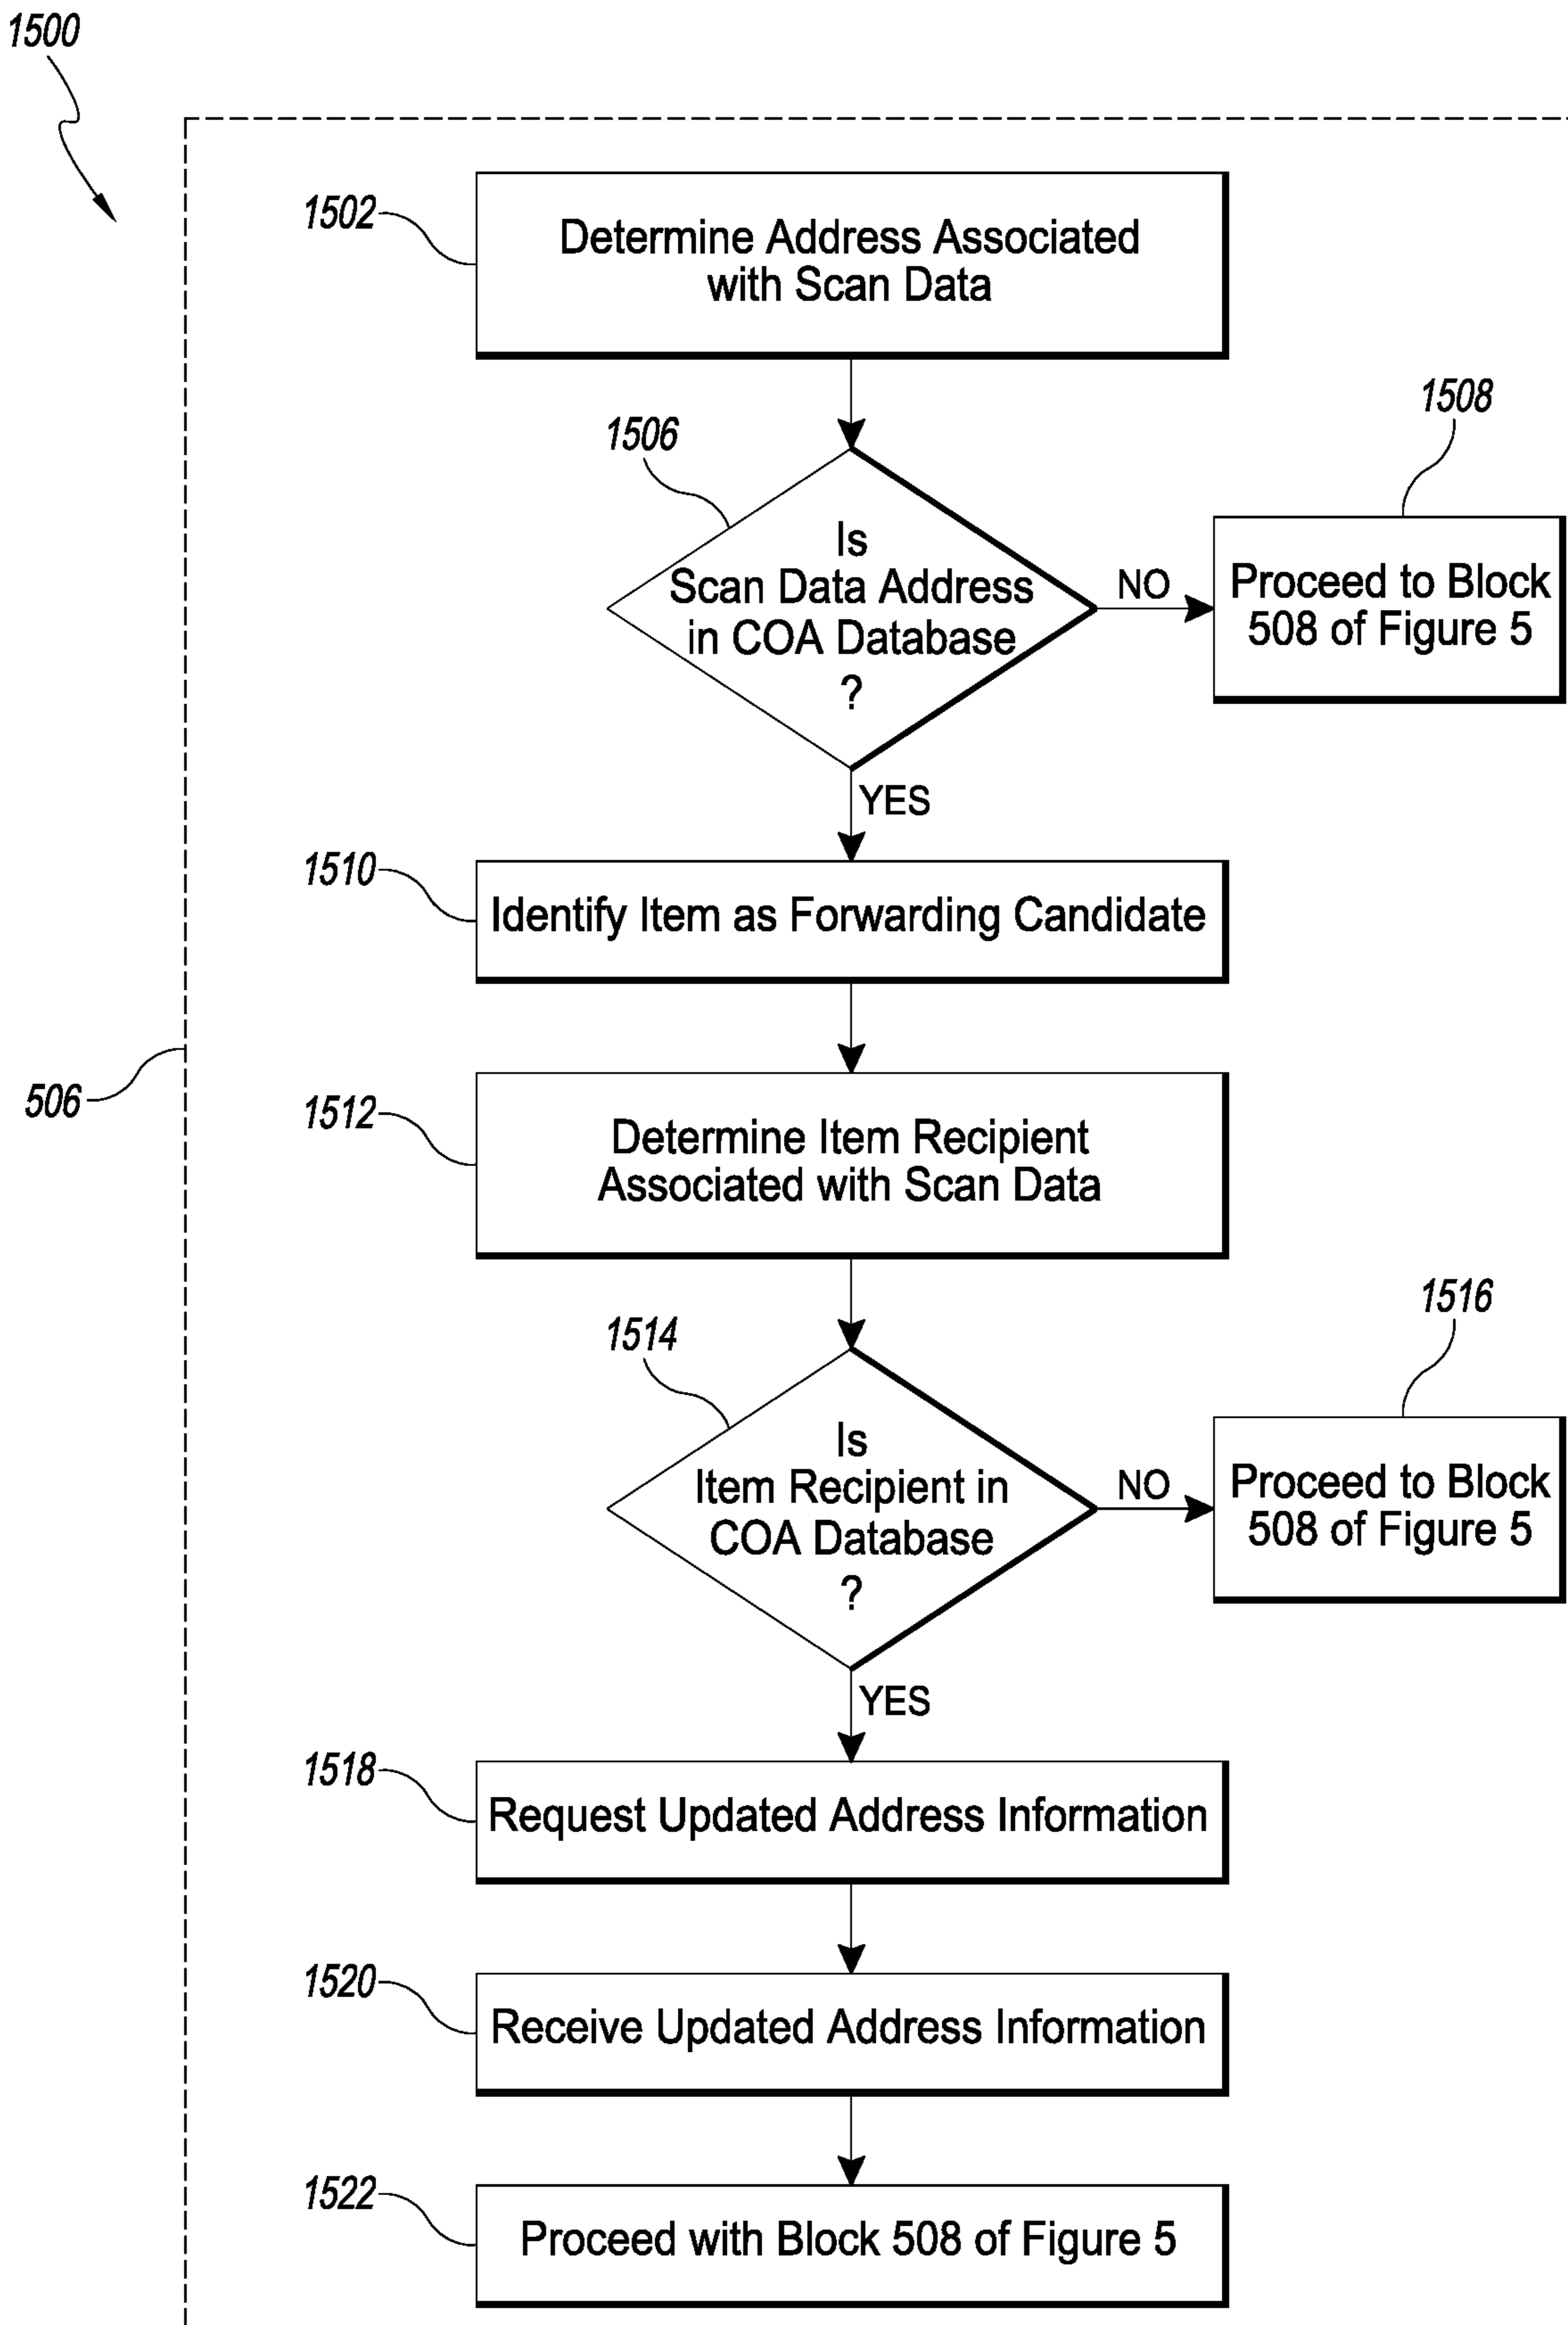 1500
1502
Determine Address Associated
with Scan Data
1506
Is
Scan Data Address
in COA Database
?
NO
1508
Proceed to Block
508 of Figure 5
YES
1510
Identify Item as Forwarding Candidate
506
1512
Determine Item Recipient
Associated with Scan Data
1514
Is
Item Recipient in
COA Database
?
NO
1516
Proceed to Block
508 of Figure 5
YES
1518
Request Updated Address Information
1520
Receive Updated Address Information
1522
Proceed with Block 508 of Figure 5